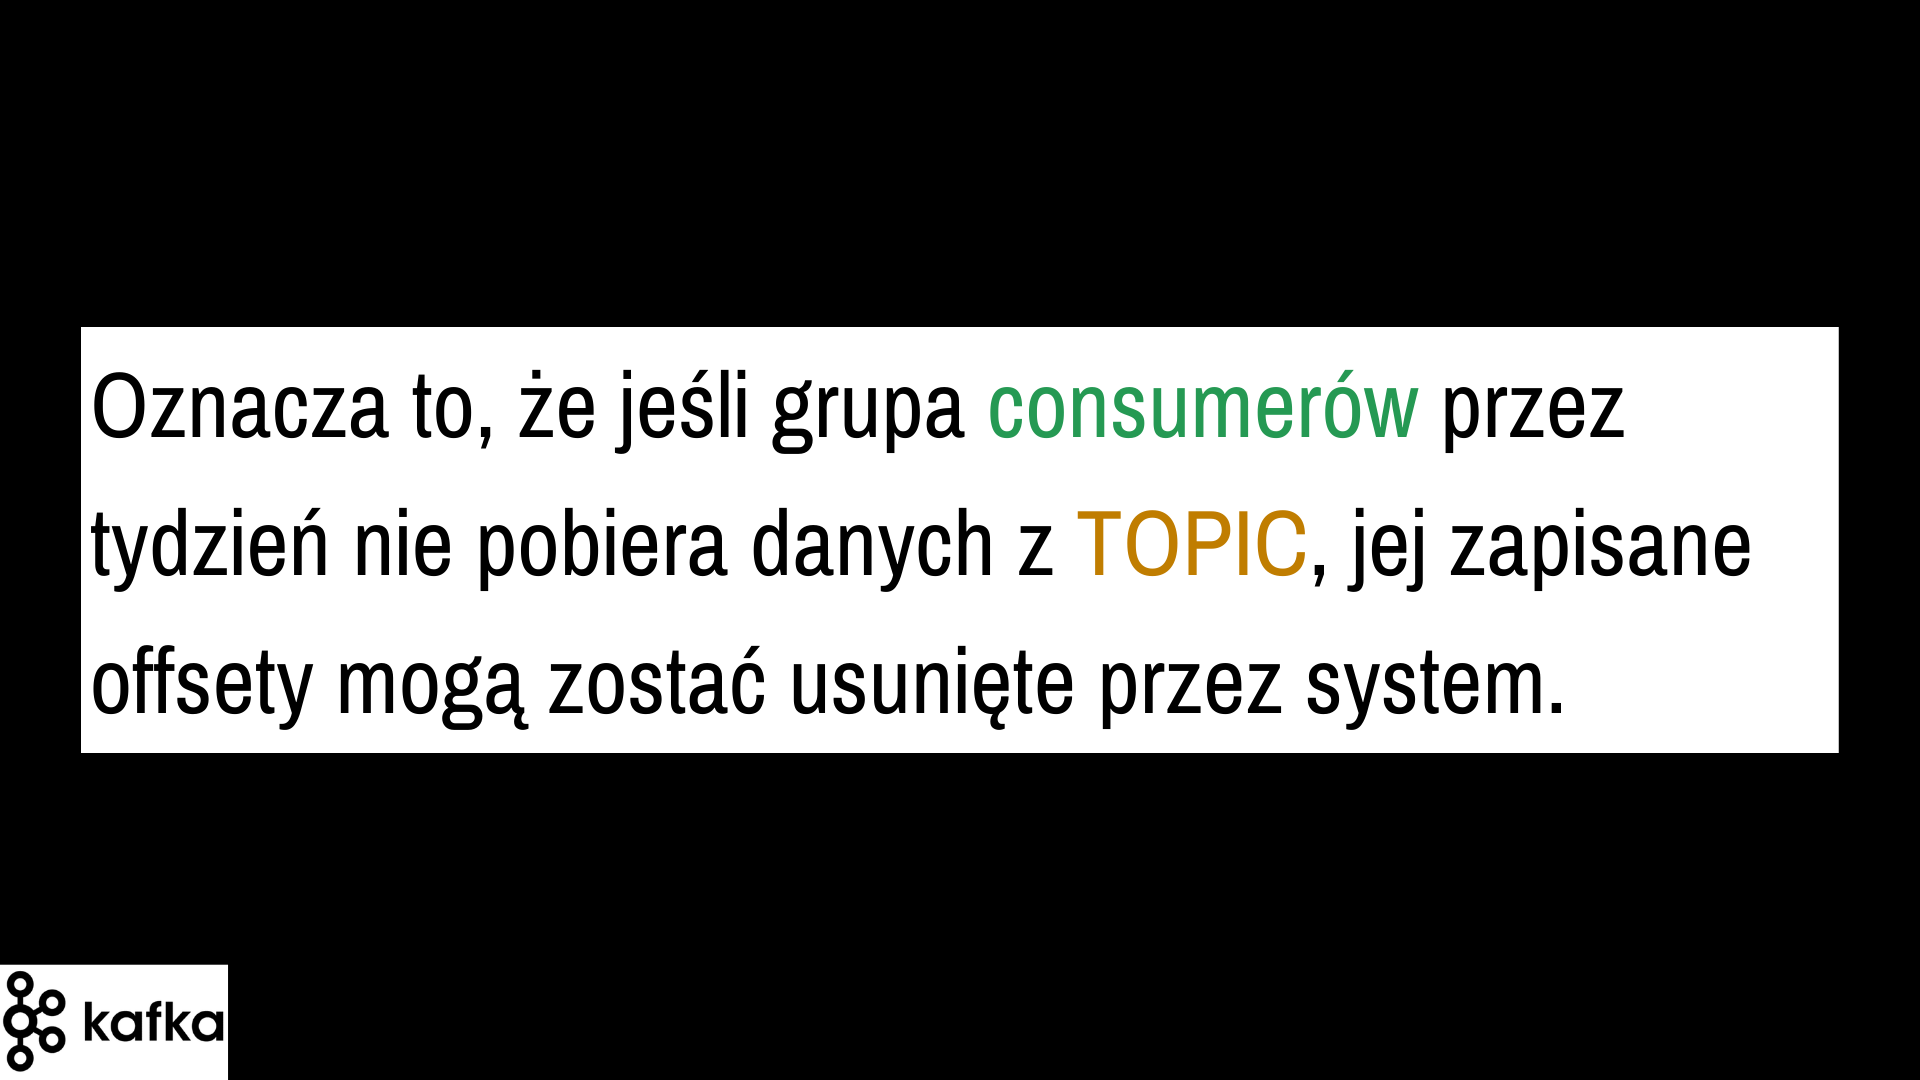 Oznacza to, że jeśli grupa consumerów przez
tydzień nie pobiera danych z TOPIC, jej zapisane
offsety mogą zostać usunięte przez system.
kafka